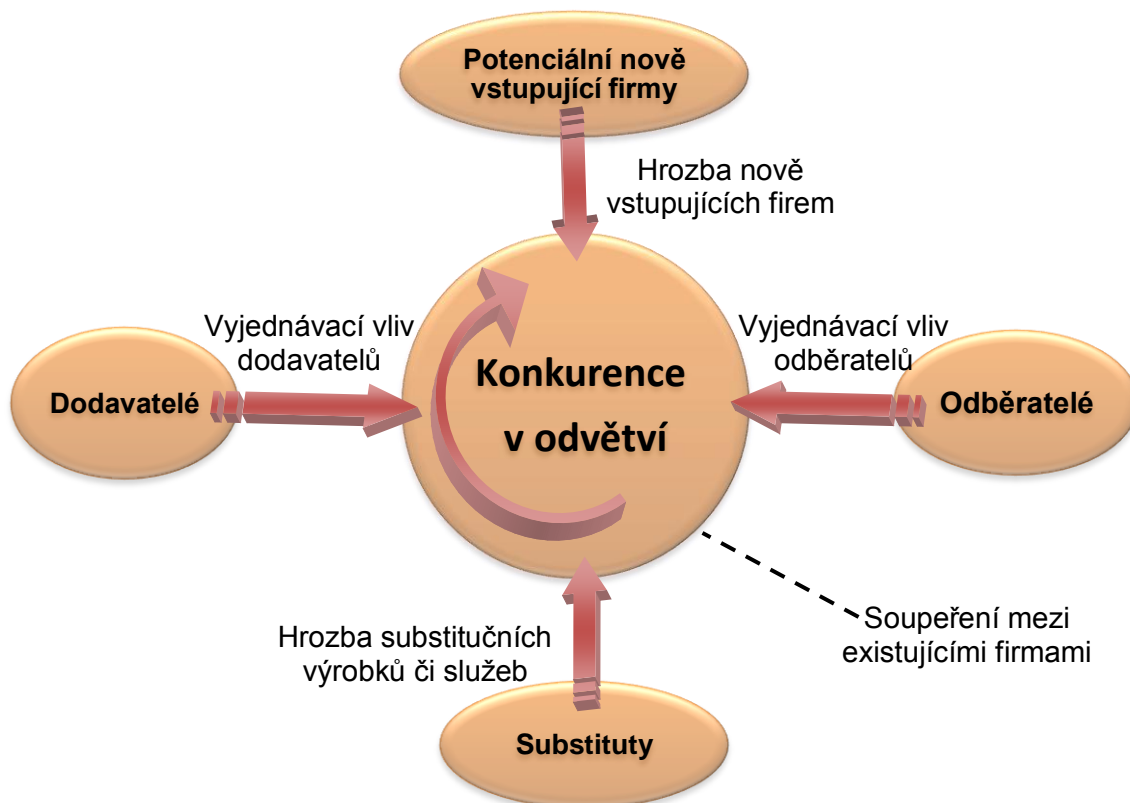 Potenciální nově
vstupující firmy
Hrozba nově
vstupujících firem
Vyjednávací vliv
dodavatelů
Vyjednávací vliv
odběratelů
Dodavatelé
Konkurence
v odvětví
Odběratelé
Hrozba substitučních
výrobků či služeb
Soupeření mezi
existujícími firmami
Substituty